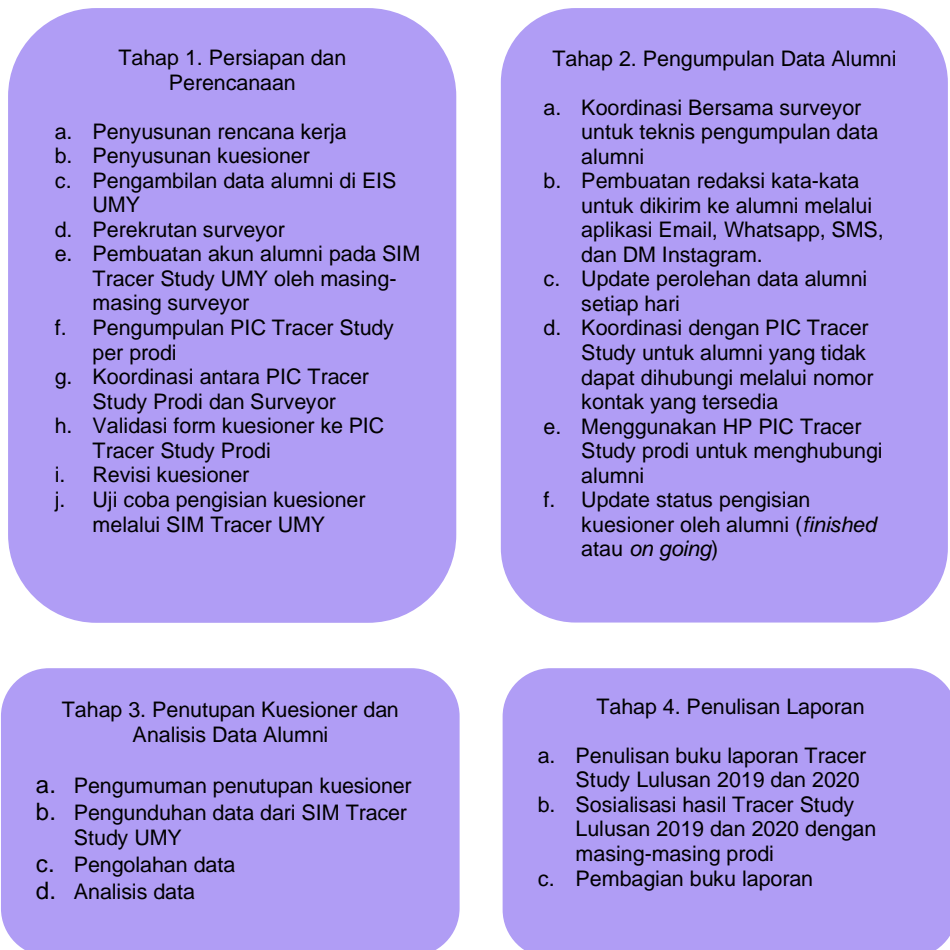 Tahap 1. Persiapan dan
Perencanaan
a. Penyusunan rencana kerja
b. Penyusunan kuesioner
c. Pengambilan data alumni di EIS
UMY
d. Perekrutan surveyor
e. Pembuatan akun alumni pada SIM
Tracer Study UMY oleh masing-
masing surveyor
f. Pengumpulan PIC Tracer Study
per prodi
g. Koordinasi antara PIC Tracer
Study Prodi dan Surveyor
h. Validasi form kuesioner ke PIC
Tracer Study Prodi
i. Revisi kuesioner
j. Uji coba pengisian kuesioner
melalui SIM Tracer UMY
Tahap 2. Pengumpulan Data Alumni
a. Koordinasi Bersama surveyor
untuk teknis pengumpulan data
alumni
b. Pembuatan redaksi kata-kata
untuk dikirim ke alumni melalui
aplikasi Email, Whatsapp, SMS,
dan DM Instagram.
c. Update perolehan data alumni
setiap hari
d. Koordinasi dengan PIC Tracer
Study untuk alumni yang tidak
dapat dihubungi melalui nomor
kontak yang tersedia
e. Menggunakan HP PIC Tracer
Study prodi untuk menghubungi
alumni
f. Update status pengisian
kuesioner oleh alumni (finished
atau on going)
Tahap 3. Penutupan Kuesioner dan
Analisis Data Alumni
a. Pengumuman penutupan kuesioner
b. Pengunduhan data dari SIM Tracer
Study UMY
c. Pengolahan data
d. Analisis data
Tahap 4. Penulisan Laporan
a. Penulisan buku laporan Tracer
Study Lulusan 2019 dan 2020
b. Sosialisasi hasil Tracer Study
Lulusan 2019 dan 2020 dengan
masing-masing prodi
c. Pembagian buku laporan